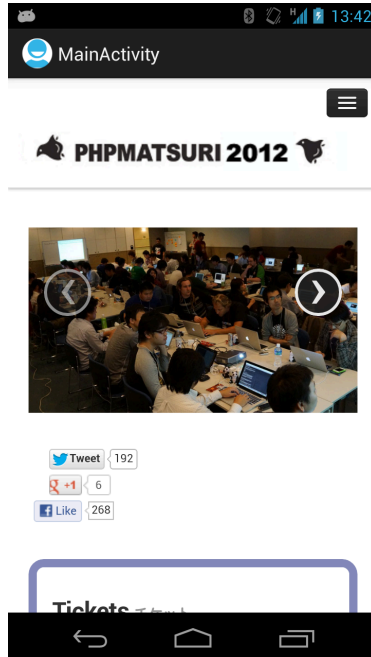 H 13:42
MainActivity
PHPMATSURI 2012
Tweet 192
+1 6
Like 268
Tickets チケット